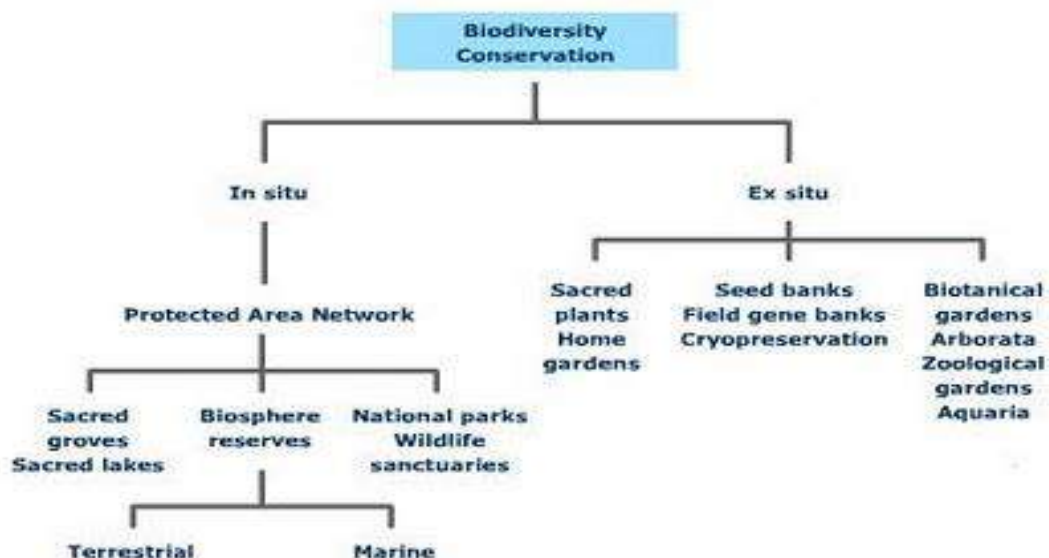 Biodiversity
Conservation
In situ
Ex situ
Protected Area Network
Sacred
plants
Home
gardens
Seed banks
Field gene banks
Cryopreservation
Biotanical
gardens
Arborata
Zoological
gardens
Aquaria
Sacred
groves
Sacred lakes
Biosphere
reserves
National parks
Wildlife
sanctuaries
Terrestrial
Marine